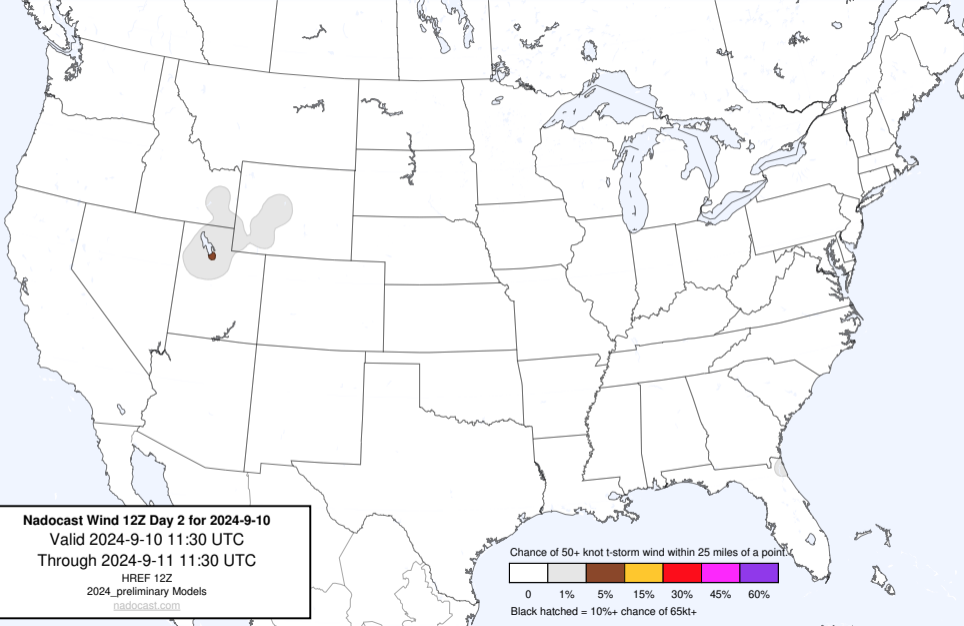 Nadocast Wind 12Z Day 2 for 2024-9-10
Valid 2024-9-10 11:30 UTC
Through 2024-9-11 11:30 UTC
HREF 12Z
2024_preliminary Models
nadocast.com
Chance of 50+ knot t-storm wind within 25 miles of a point.
0 1% 5% 15% 30% 45% 60%
Black hatched = 10%+ chance of 65kt+